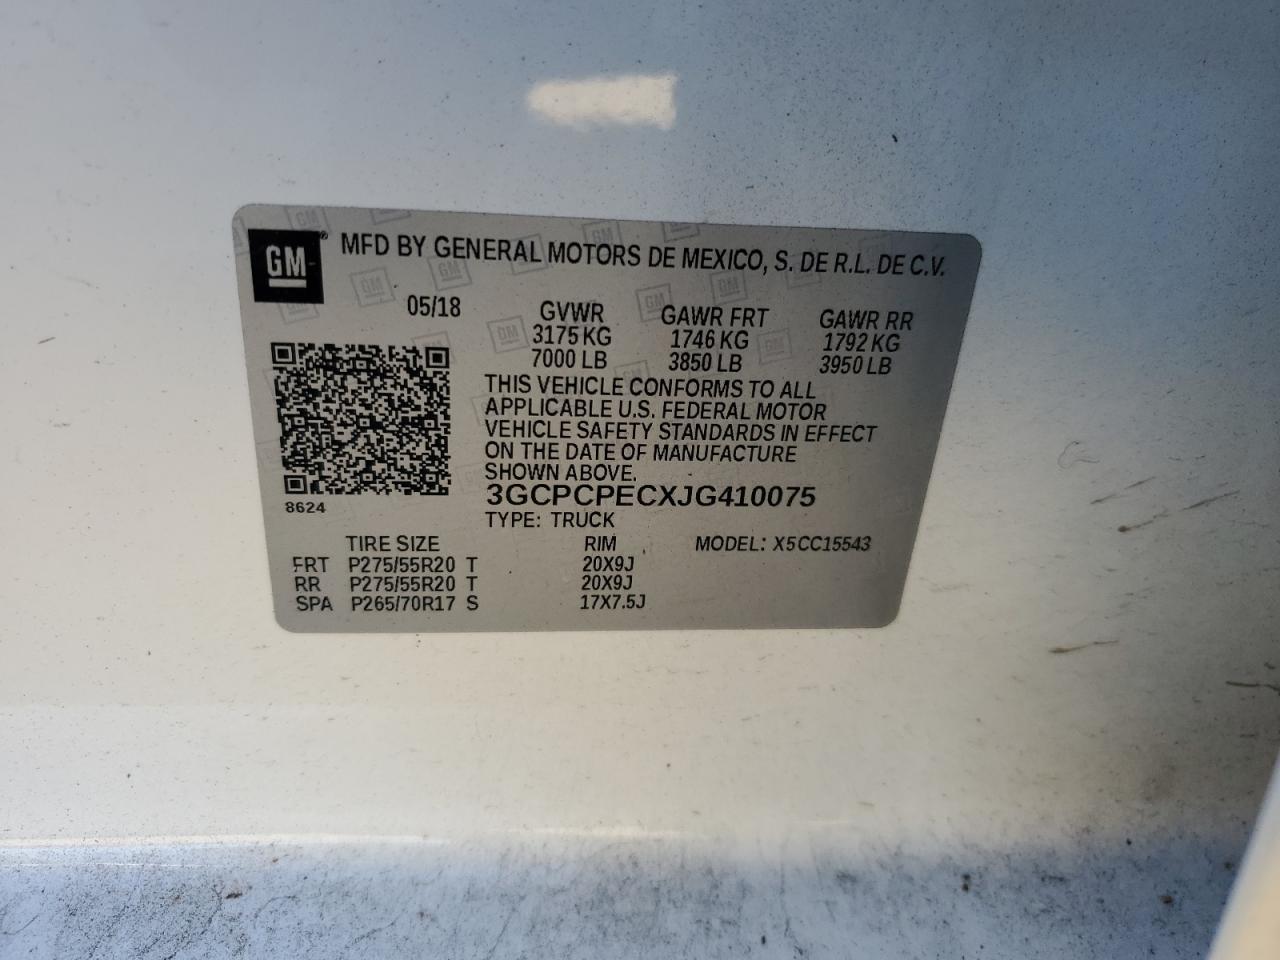 GM® MFD BY GENERAL MOTORS DE MEXICO, S. DE R.L. DE C.V.
05/18 GVWR GAWR FRT GAWR RR
3175 KG 1746 KG 1792 KG
7000 LB 3850 LB 3950 LB
THIS VEHICLE CONFORMS TO ALL
APPLICABLE U.S. FEDERAL MOTOR
VEHICLE SAFETY STANDARDS IN EFFECT
ON THE DATE OF MANUFACTURE
SHOWN ABOVE.
3GCPCPECXJG410075
8624
TYPE: TRUCK
TIRE SIZE RIM MODEL: X5CC15543
FRT P275/55R20 T 20X9J
RR P275/55R20 T 20X9J
SPA P265/70R17 S 17X7.5J